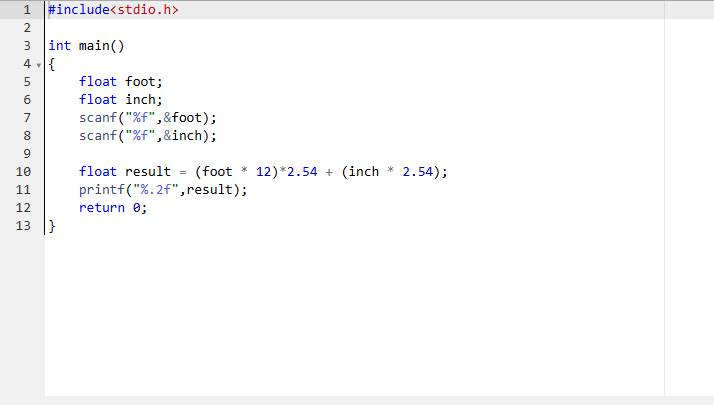 1 #include<stdio.h>
2
3 int main()
4 {
5     float foot;
6     float inch;
7     scanf("%f",&foot);
8     scanf("%f",&inch);
9
10     float result = (foot * 12)*2.54 + (inch * 2.54);
11     printf("%.2f",result);
12     return 0;
13 }